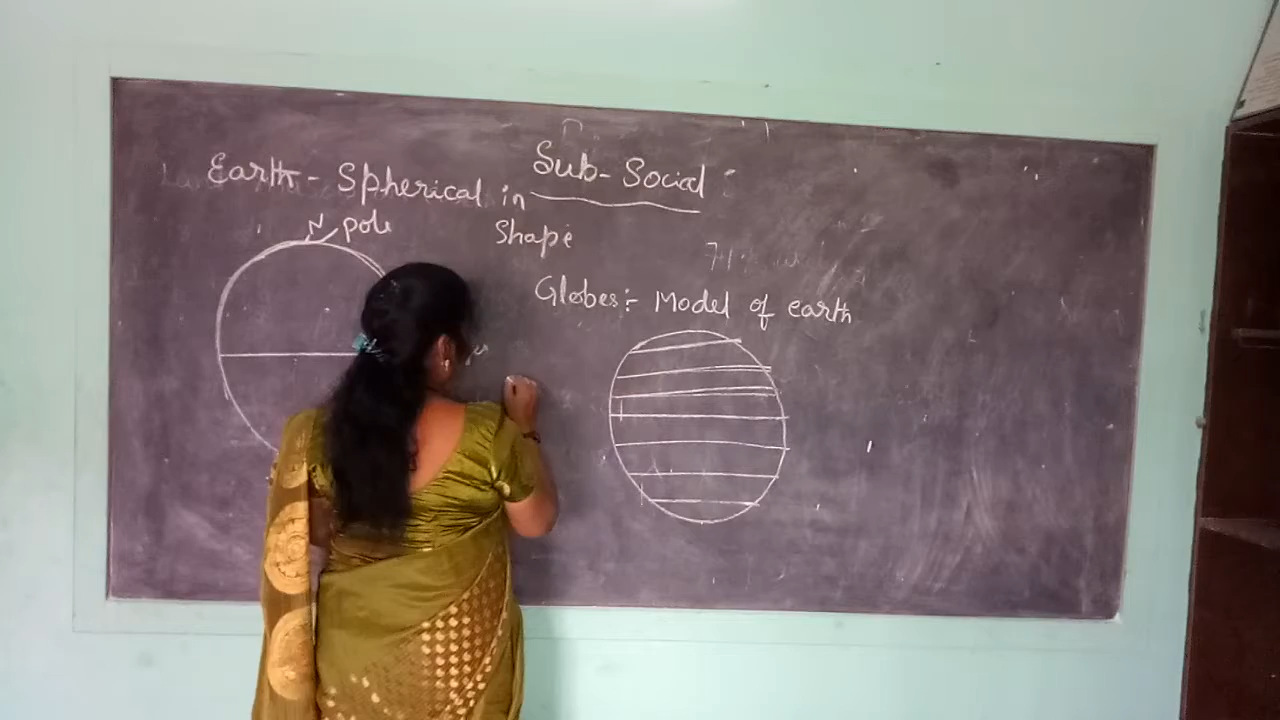 Sub- Social
Earth - Spherical in
Shape
N pole
Globes:- Model of earth